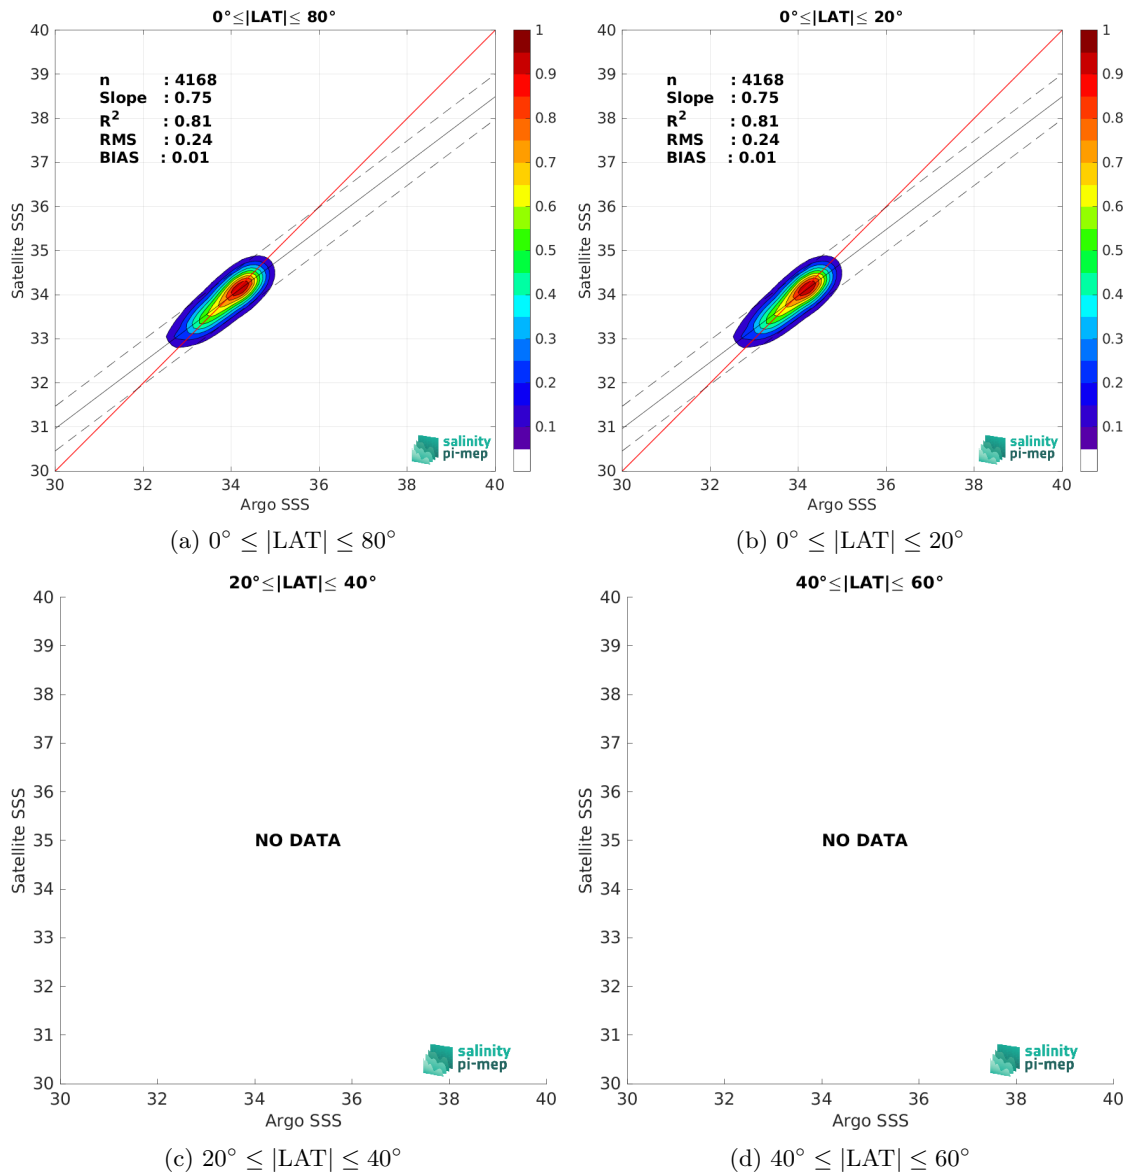 0°≤|LAT|≤ 80°
40
39
38
37
36
35
34
33
32
31
30
Satellite SSS
n : 4168
Slope : 0.75
R² : 0.81
RMS : 0.24
BIAS : 0.01
1
0.9
0.8
0.7
0.6
0.5
0.4
0.3
0.2
0.1
salinity
pi-mep
30 32 34 36 38 40
Argo SSS
(a) 0° ≤ |LAT| ≤ 80°
0°≤|LAT|≤ 20°
40
39
38
37
36
35
34
33
32
31
30
Satellite SSS
n : 4168
Slope : 0.75
R² : 0.81
RMS : 0.24
BIAS : 0.01
1
0.9
0.8
0.7
0.6
0.5
0.4
0.3
0.2
0.1
salinity
pi-mep
30 32 34 36 38 40
Argo SSS
(b) 0° ≤ |LAT| ≤ 20°
20°≤|LAT|≤ 40°
40
39
38
37
36
35
34
33
32
31
30
Satellite SSS
NO DATA
salinity
pi-mep
30 32 34 36 38 40
Argo SSS
(c) 20° ≤ |LAT| ≤ 40°
40°≤|LAT|≤ 60°
40
39
38
37
36
35
34
33
32
31
30
Satellite SSS
NO DATA
salinity
pi-mep
30 32 34 36 38 40
Argo SSS
(d) 40° ≤ |LAT| ≤ 60°